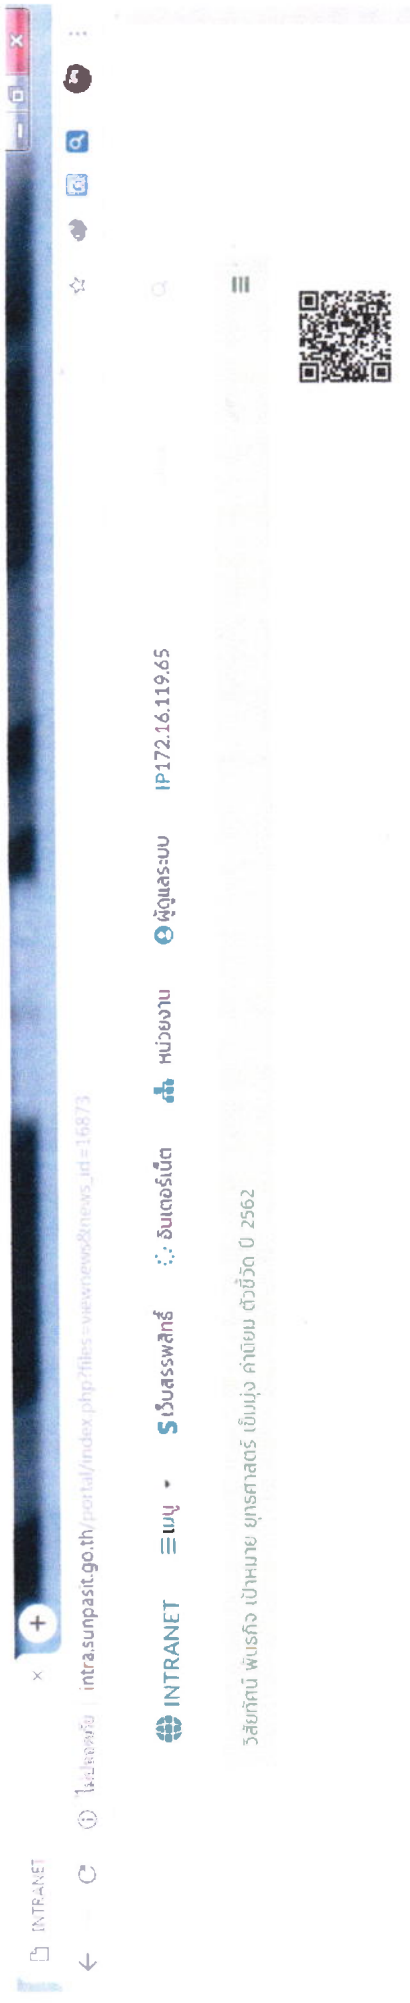 INTRANET
ไม่ปลอดภัย intra.sunpasit.go.th/portal/index.php?files=viewnews&news_id=16873
INTRANET เมนู เว็บสรรพสิทธิ์ อินเตอร์เน็ต หน่วยงาน ผู้ดูแลระบบ IP172.16.119.65
วิสัยทัศน์ พันธกิจ เป้าหมาย ยุทธศาสตร์ เข็มมุ่ง ค่านิยม ตัวชี้วัด ปี 2562